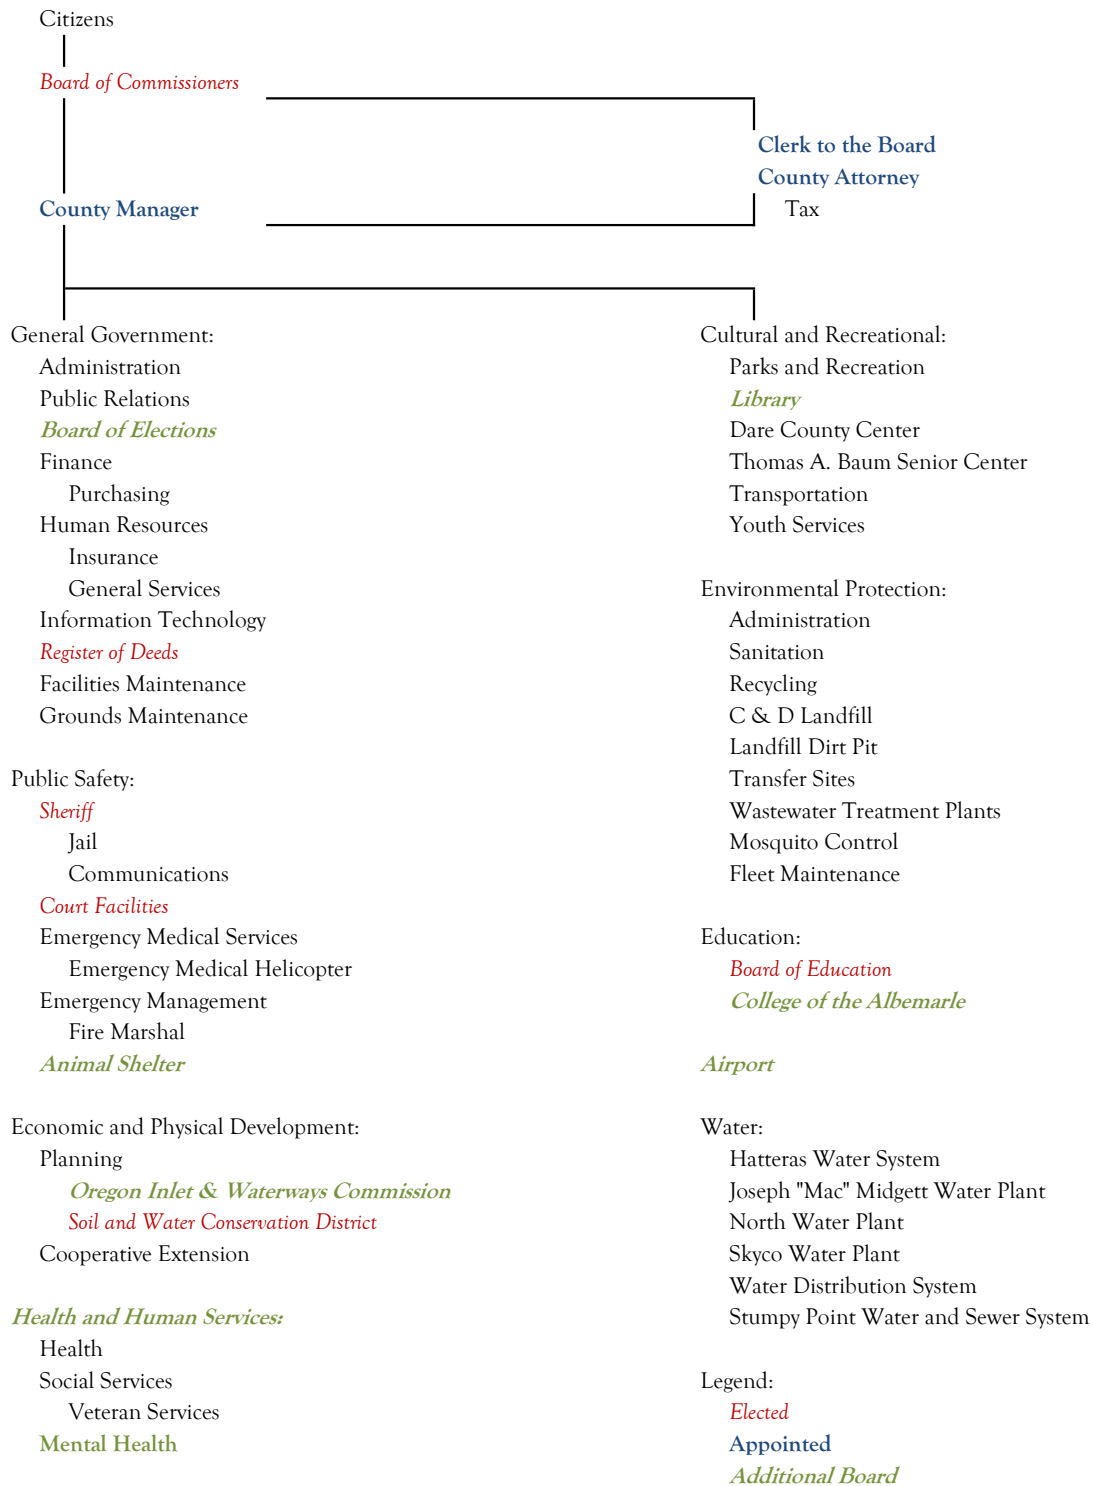 Citizens
Board of Commissioners
Clerk to the Board
County Attorney
County Manager
Tax
General Government:
Administration
Public Relations
Board of Elections
Finance
Purchasing
Human Resources
Insurance
General Services
Information Technology
Register of Deeds
Facilities Maintenance
Grounds Maintenance
Public Safety:
Sheriff
Jail
Communications
Court Facilities
Emergency Medical Services
Emergency Medical Helicopter
Emergency Management
Fire Marshal
Animal Shelter
Economic and Physical Development:
Planning
Oregon Inlet & Waterways Commission
Soil and Water Conservation District
Cooperative Extension
Health and Human Services:
Health
Social Services
Veteran Services
Mental Health
Cultural and Recreational:
Parks and Recreation
Library
Dare County Center
Thomas A. Baum Senior Center
Transportation
Youth Services
Environmental Protection:
Administration
Sanitation
Recycling
C & D Landfill
Landfill Dirt Pit
Transfer Sites
Wastewater Treatment Plants
Mosquito Control
Fleet Maintenance
Education:
Board of Education
College of the Albemarle
Airport
Water:
Hatteras Water System
Joseph "Mac" Midgett Water Plant
North Water Plant
Skyco Water Plant
Water Distribution System
Stumpy Point Water and Sewer System
Legend:
Elected
Appointed
Additional Board